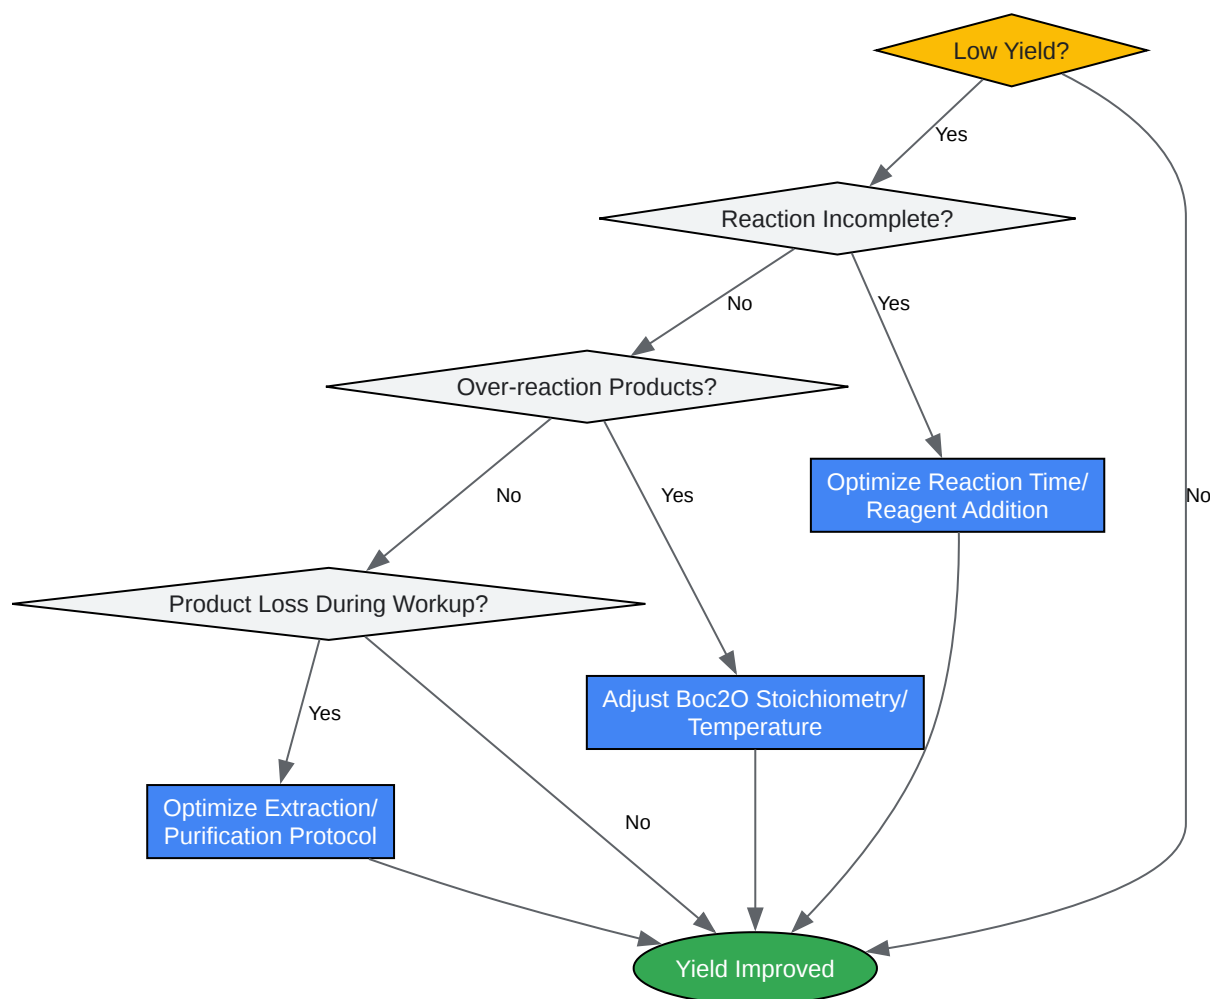 Low Yield?
Yes
Reaction Incomplete?
No
Yes
Over-reaction Products?
Optimize Reaction Time/
Reagent Addition
No
Yes
No
Product Loss During Workup?
Adjust Boc2O Stoichiometry/
Temperature
Yes
Optimize Extraction/
Purification Protocol
No
Yield Improved